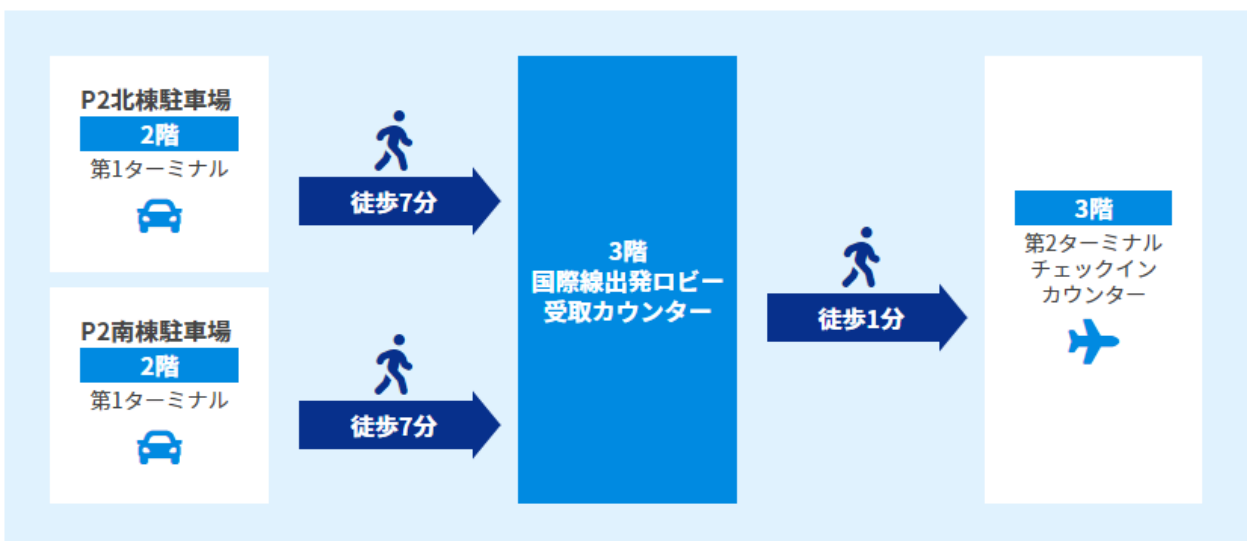 P2北棟駐車場
2階
第1ターミナル
徒歩7分
P2南棟駐車場
2階
第1ターミナル
徒歩7分
3階
国際線出発ロビー
受取カウンター
徒歩1分
3階
第2ターミナル
チェックイン
カウンター